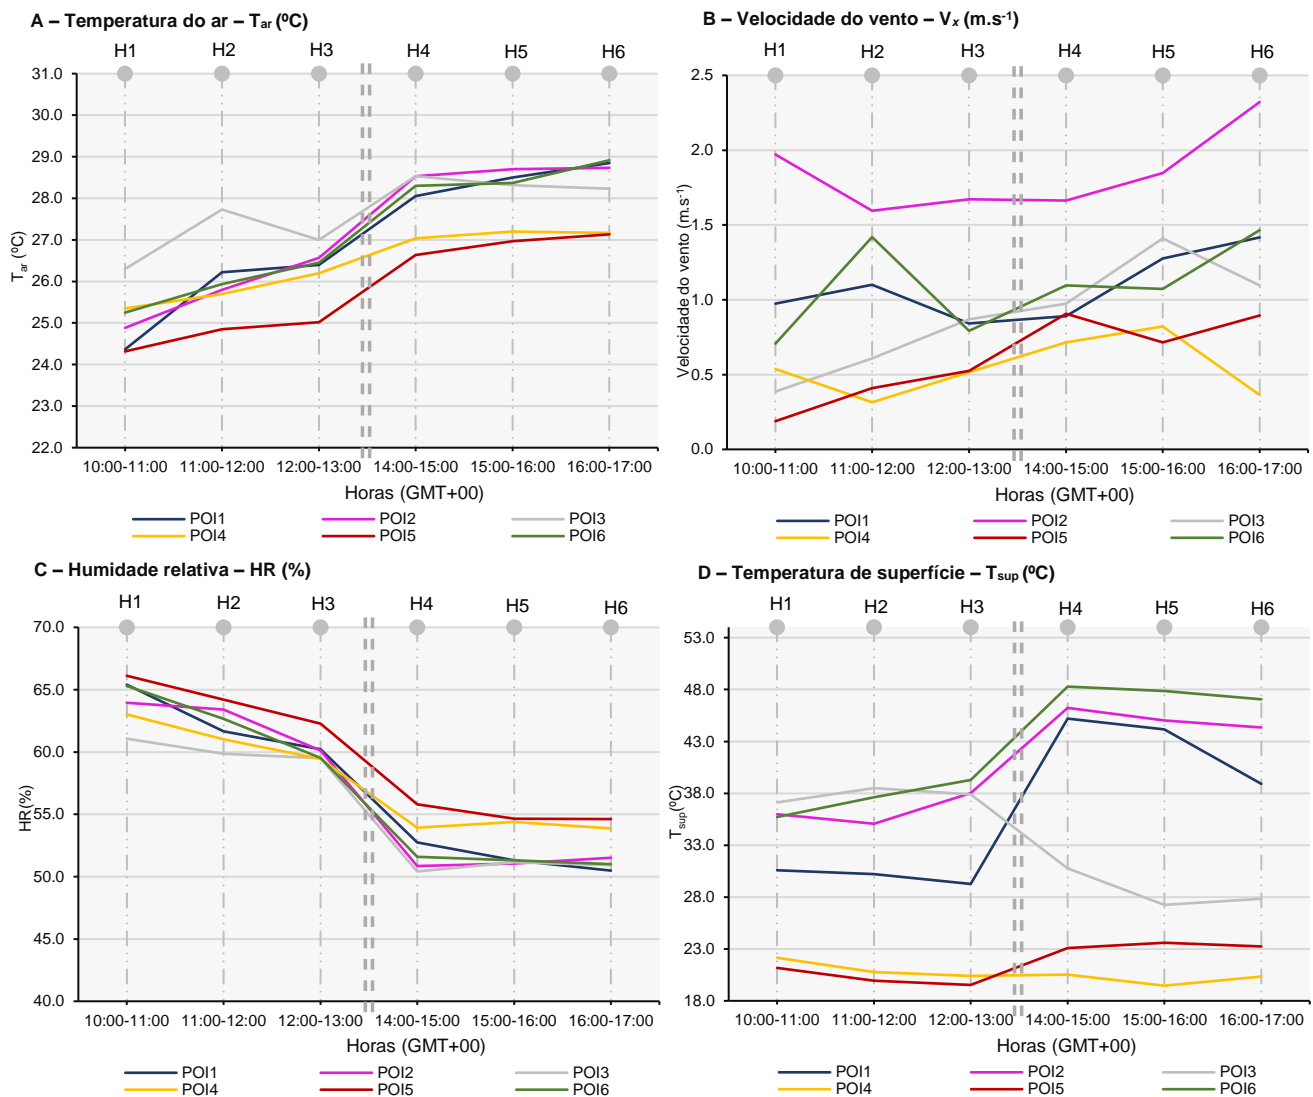 A – Temperatura do ar – Tar (ºC)
H1 H2 H3 H4 H5 H6
31.0
30.0
29.0
28.0
27.0
26.0
25.0
24.0
23.0
22.0
Tar (ºC)
10:00-11:00 11:00-12:00 12:00-13:00 14:00-15:00 15:00-16:00 16:00-17:00
Horas (GMT+00)
POI1 POI2 POI3
POI4 POI5 POI6
B – Velocidade do vento – Vx (m.s-1)
H1 H2 H3 H4 H5 H6
2.5
2.0
1.5
1.0
0.5
0.0
Velocidade do vento (m.s-1)
10:00-11:00 11:00-12:00 12:00-13:00 14:00-15:00 15:00-16:00 16:00-17:00
Horas (GMT+00)
POI1 POI2 POI3
POI4 POI5 POI6
C – Humidade relativa – HR (%)
H1 H2 H3 H4 H5 H6
70.0
65.0
60.0
55.0
50.0
45.0
40.0
HR(%)
10:00-11:00 11:00-12:00 12:00-13:00 14:00-15:00 15:00-16:00 16:00-17:00
Horas (GMT+00)
POI1 POI2 POI3
POI4 POI5 POI6
D – Temperatura de superfície – Tsup (ºC)
H1 H2 H3 H4 H5 H6
53.0
48.0
43.0
38.0
33.0
28.0
23.0
18.0
Tsup(ºC)
10:00-11:00 11:00-12:00 12:00-13:00 14:00-15:00 15:00-16:00 16:00-17:00
Horas (GMT+00)
POI1 POI2 POI3
POI4 POI5 POI6